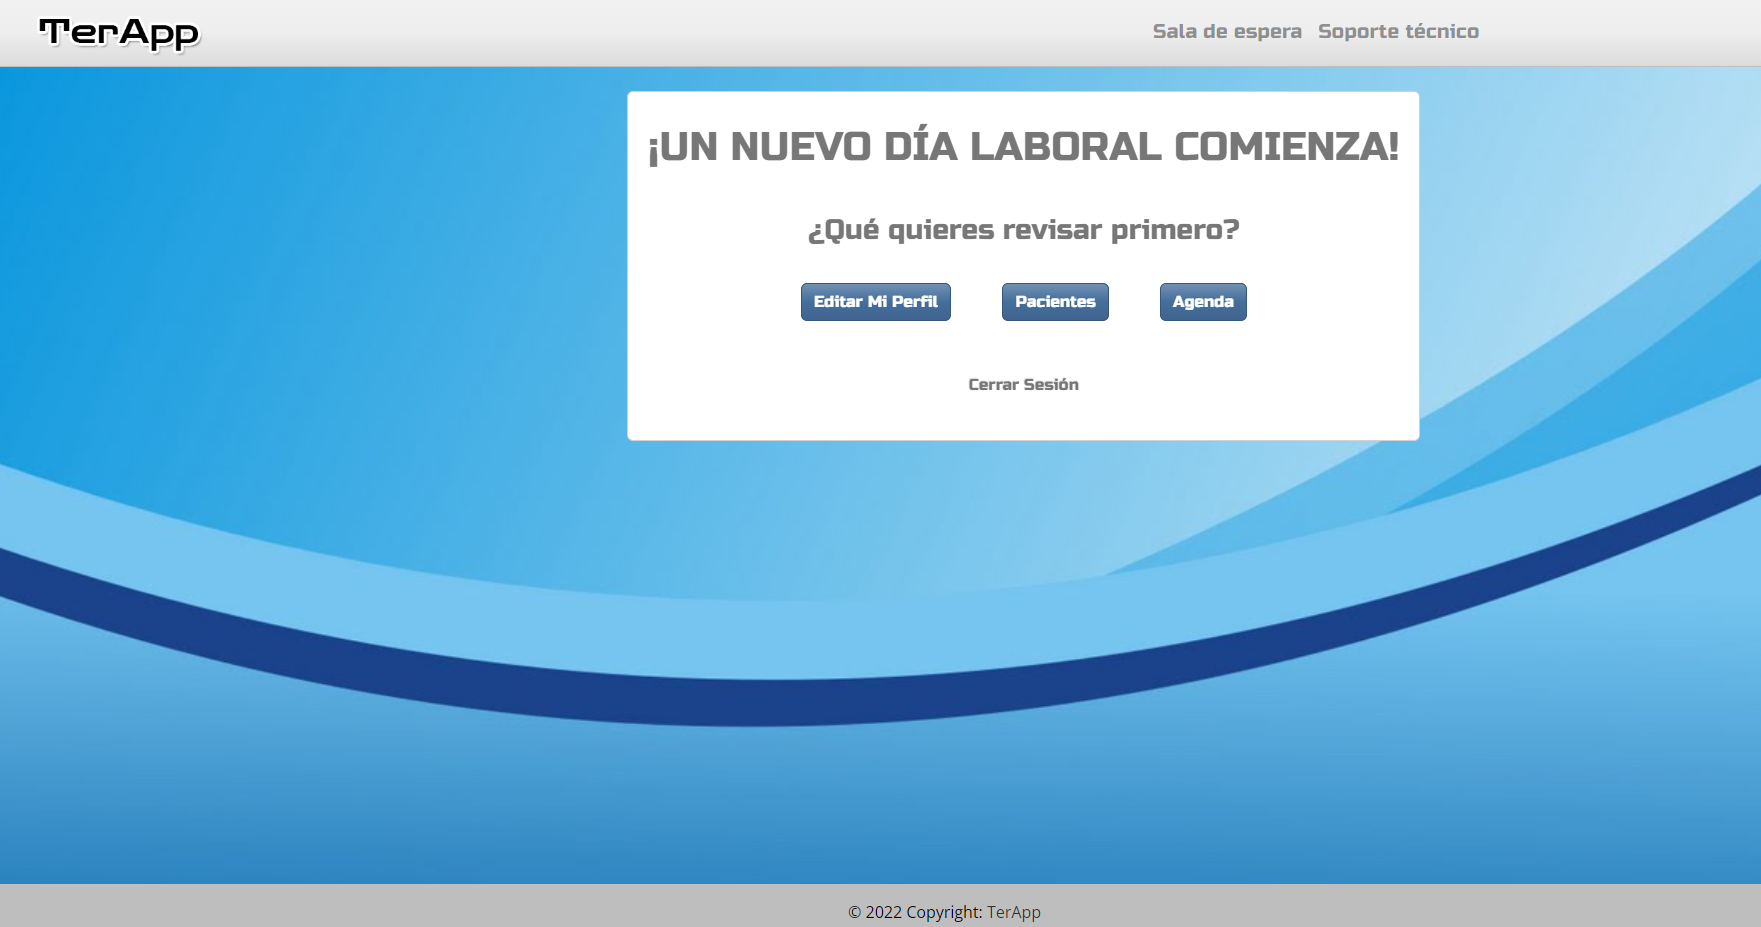 TerApp
Sala de espera Soporte técnico
¡UN NUEVO DÍA LABORAL COMIENZA!
¿Qué quieres revisar primero?
Editar Mi Perfil Pacientes Agenda
Cerrar Sesión
© 2022 Copyright: TerApp